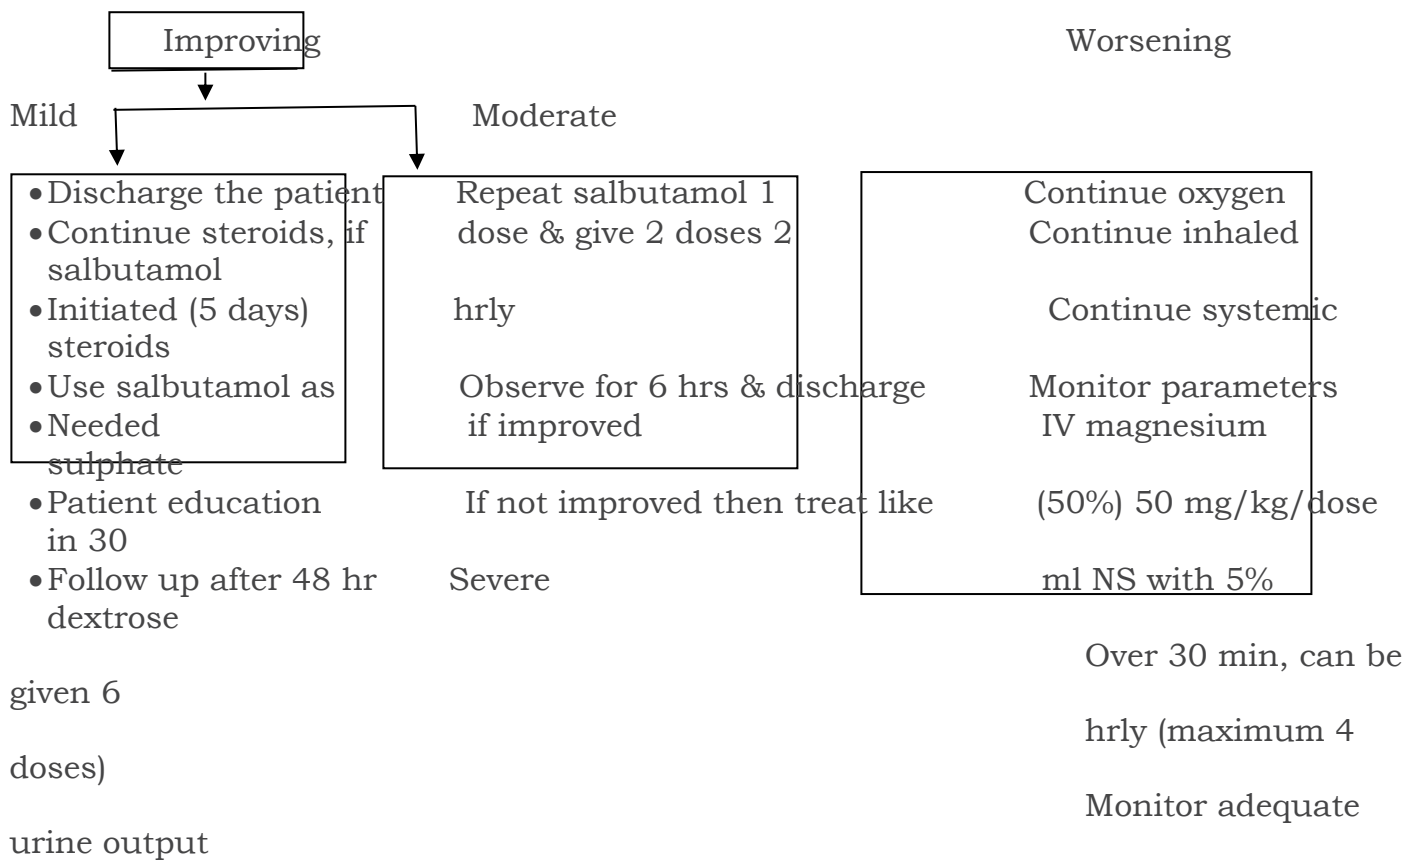 Improving Worsening
Mild Moderate
•Discharge the patient Repeat salbutamol 1 Continue oxygen
•Continue steroids, if dose & give 2 doses 2 Continue inhaled
salbutamol
•Initiated (5 days) hrly Continue systemic
steroids
•Use salbutamol as Observe for 6 hrs & discharge Monitor parameters
•Needed if improved IV magnesium
sulphate
•Patient education If not improved then treat like (50%) 50 mg/kg/dose
in 30
•Follow up after 48 hr Severe ml NS with 5%
dextrose
Over 30 min, can be
given 6
hrly (maximum 4
doses)
Monitor adequate
urine output